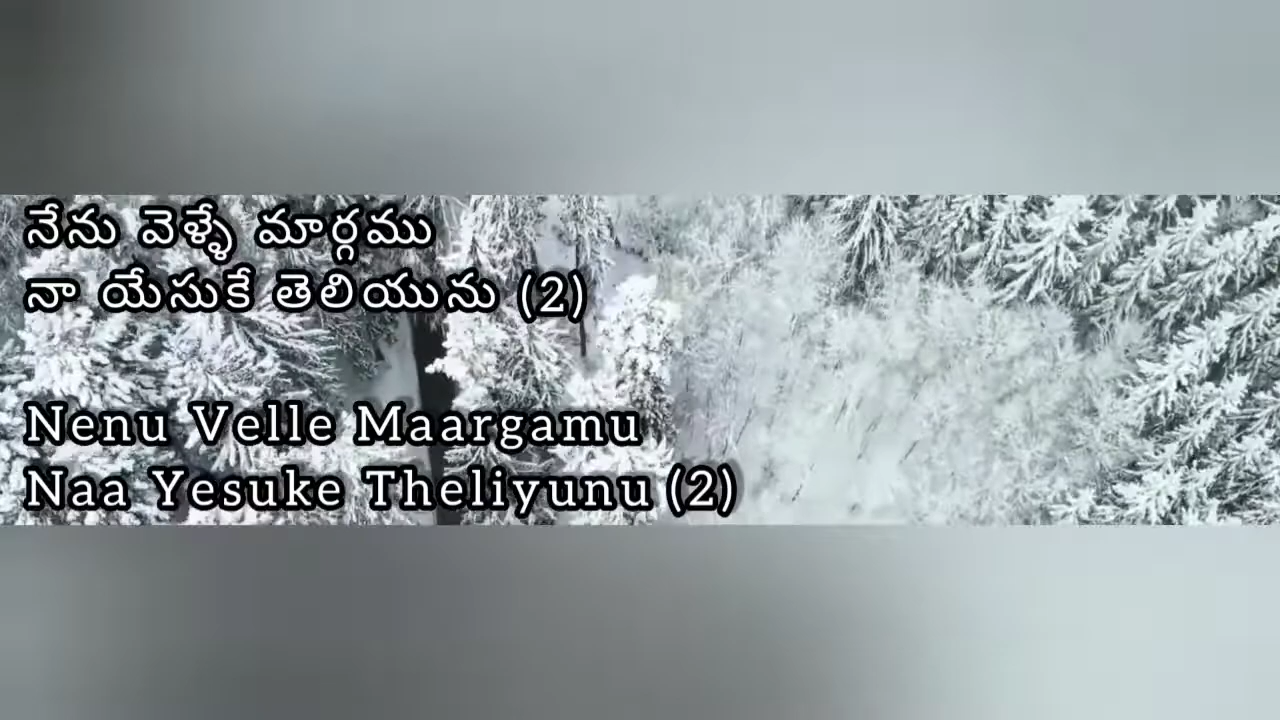 నేను వెళ్ళే మార్గము
నా యేసుకే తెలియును (2)
Nenu Velle Maargamu
Naa Yesuke Theliyunu (2)